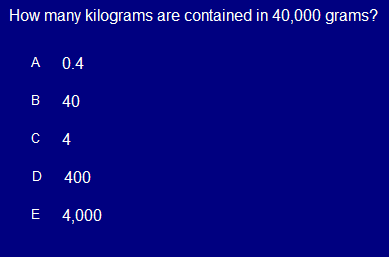 How many kilograms are contained in 40,000 grams?
A 0.4
B 40
C 4
D 400
E 4,000